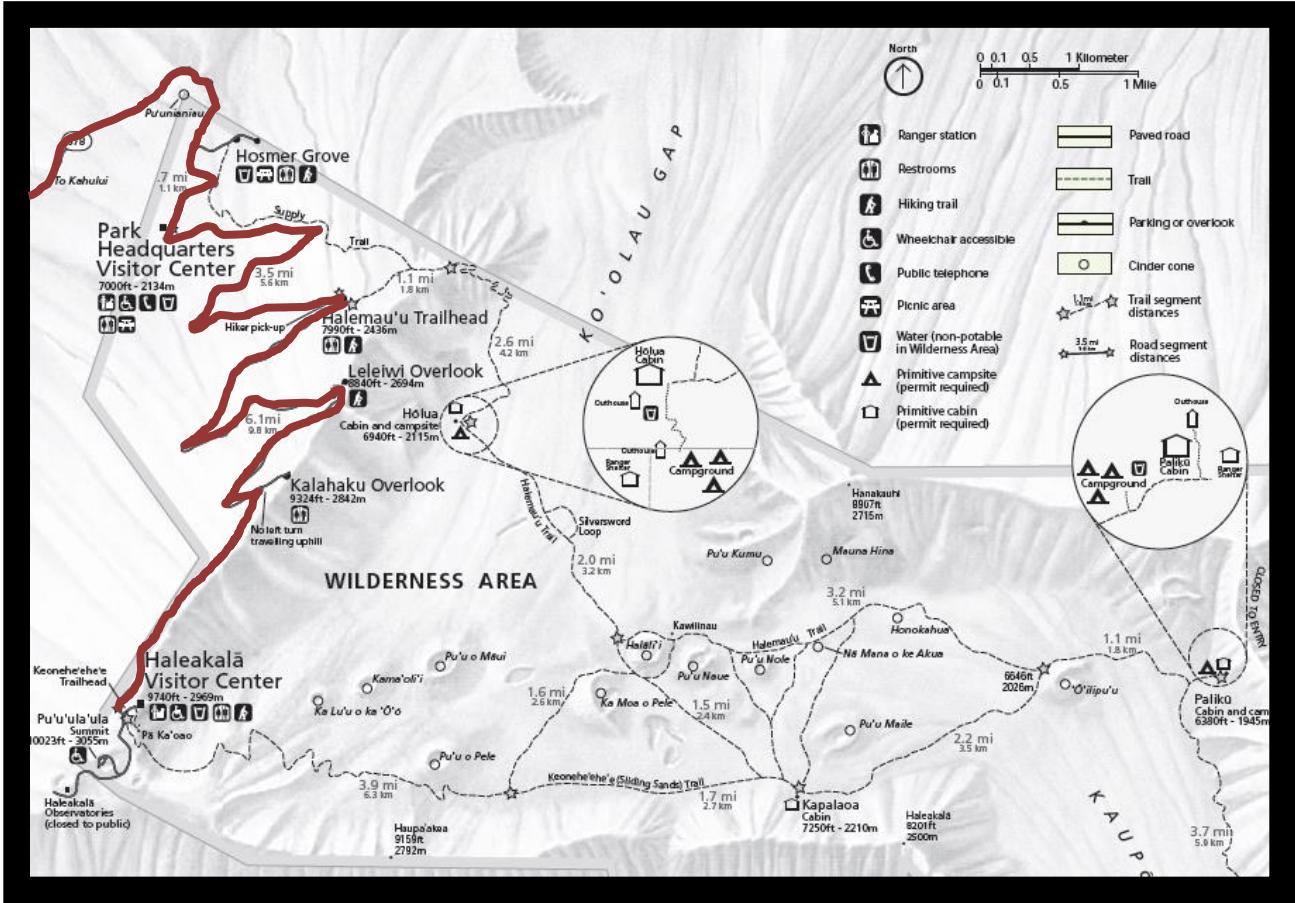 North
0 0.1 0.5 1 Kilometer
0 0.1 0.5 1 Mile
Ranger station
Restrooms
Hiking trail
Wheelchair accessible
Public telephone
Picnic area
Water (non-potable
in Wilderness Area)
Primitive campsite
(permit required)
Primitive cabin
(permit required)
Paved road
Trail
Parking or overlook
Cinder cone
1.1mi
Trail segment
distances
3.5 mi
Road segment
distances
Pu'unianiau
To Kahului
.7 mi
1.1 km
Hosmer Grove
Supply
Trail
Park
Headquarters
Visitor Center
7000ft - 2134m
3.5 mi
5.6 km
1.1 mi
1.8 km
Hiker pick-up
Halemau'u Trailhead
7990ft - 2436m
2.6 mi
4.2 km
KO'OLAU GAP
Leleiwi Overlook
8840ft - 2694m
6.1mi
9.8 km
Hōlua
Cabin and campsite
6940ft - 2115m
Hōlua
Cabin
Outhouse
Outhouse
Ranger
Shelter
Campground
Kalahaku Overlook
9324ft - 2842m
No left turn
travelling uphill
Halemau'u Trail
Silversword
Loop
2.0 mi
3.2 km
WILDERNESS AREA
Hanakauhi
8907ft
2715m
Pu'u Kumu
Mauna Hina
3.2 mi
5.1 km
Outhouse
Palikū
Cabin
Ranger
Shelter
Campground
CLOSED TO ENTRY
Kawilinau
Halemau'u Trail
Honokahua
Halāli'i
Pu'u Nole
Nā Mana o ke Akua
Pu'u Naue
1.1 mi
1.8 km
6646ft
2026m
'Ō'ilipu'u
Palikū
Cabin and cam
6380ft - 1945m
Keonehe'ehe'e
Trailhead
Haleakalā
Visitor Center
9740ft - 2969m
Pu'u'ula'ula
Summit
10023ft - 3055m
Pā Ka'oao
Pu'u o Māui
Kama'oli'i
Ka Lu'u o ka 'Ō'ō
1.6 mi
2.6 km
Ka Moa o Pele
1.5 mi
2.4 km
Pu'u Maile
2.2 mi
3.5 km
Pu'u o Pele
Keonehe'ehe'e (Sliding Sands) Trail
3.9 mi
6.3 km
1.7 mi
2.7 km
Kapalaoa
Cabin
7250ft - 2210m
Haleakalā
8201ft
2500m
Haleakalā
Observatories
(closed to public)
Haupa'akea
9159ft
2792m
KAUPŌ
3.7 mi
5.9 km